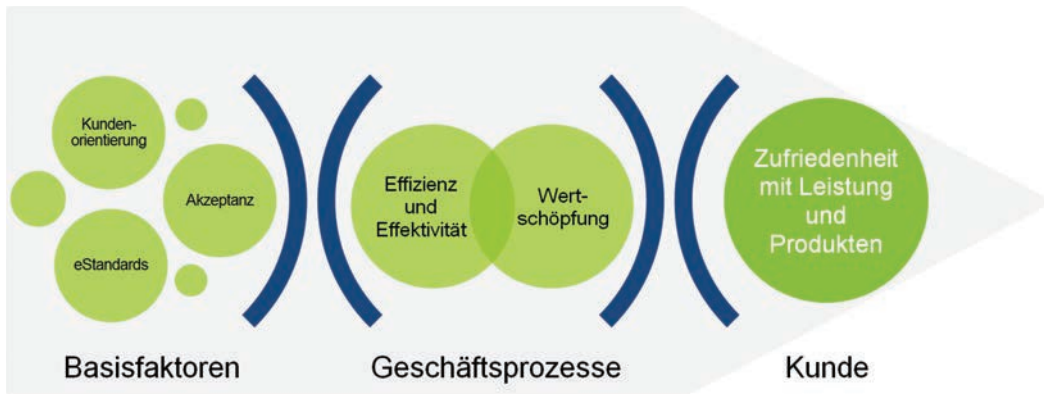 Kunden-
orientierung
Akzeptanz
eStandards
Effizienz
und
Effektivität
Wert-
schöpfung
Zufriedenheit
mit Leistung
und
Produkten
Basisfaktoren
Geschäftsprozesse
Kunde